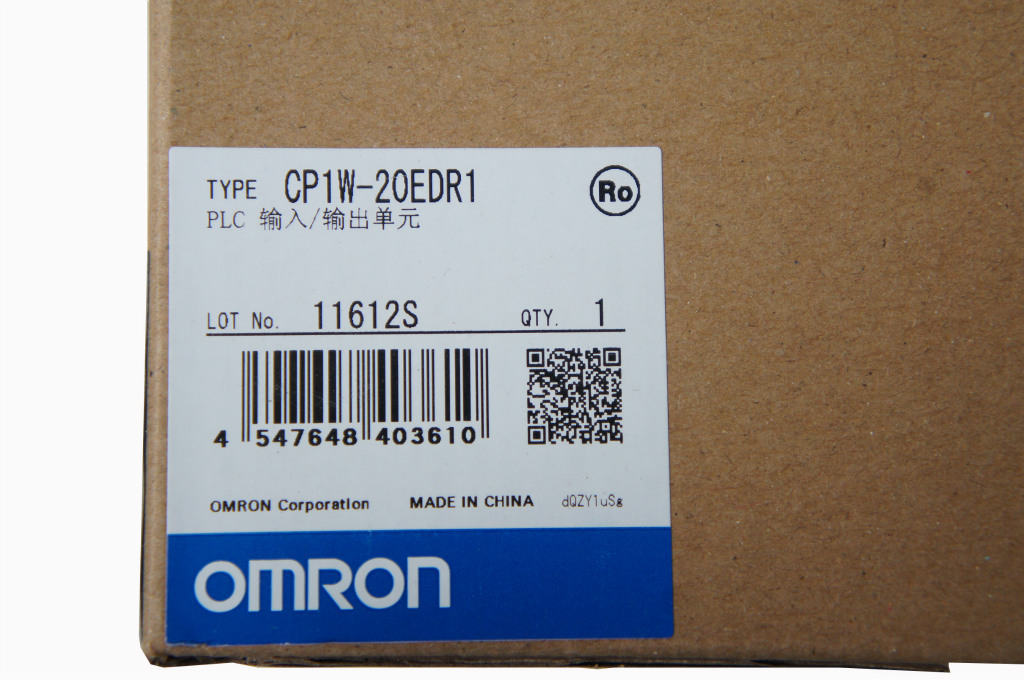 TYPE CP1W-20EDR1
Ro
PLC 输入/输出单元
LOT No. 11612S QTY. 1
4 547648 403610
OMRON Corporation MADE IN CHINA dQZY1uSg
OMRON